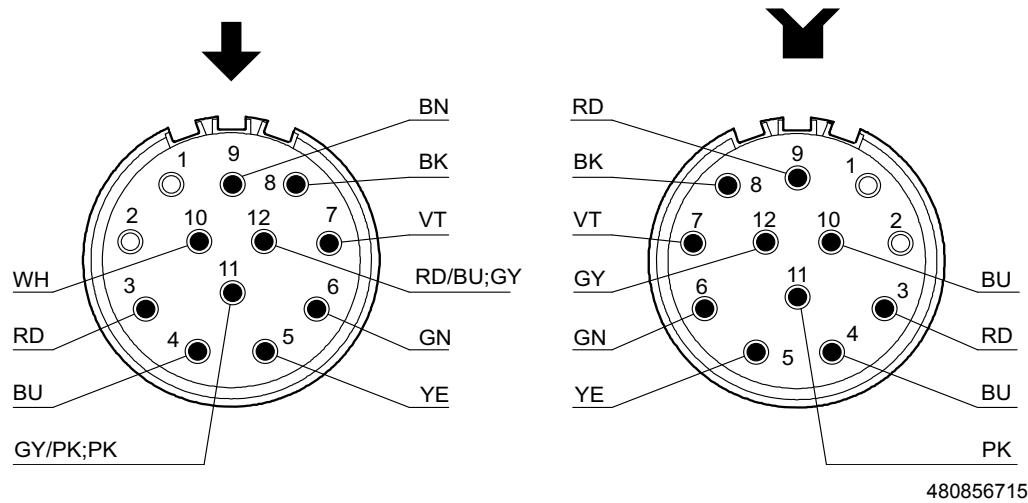 BN
RD
1
9
8
BK
BK
9
1
8
2
10
12
7
VT
VT
7
12
10
2
WH
11
RD/BU;GY
GY
11
BU
3
6
6
3
RD
GN
GN
RD
4
5
5
4
BU
YE
YE
BU
GY/PK;PK
PK
480856715